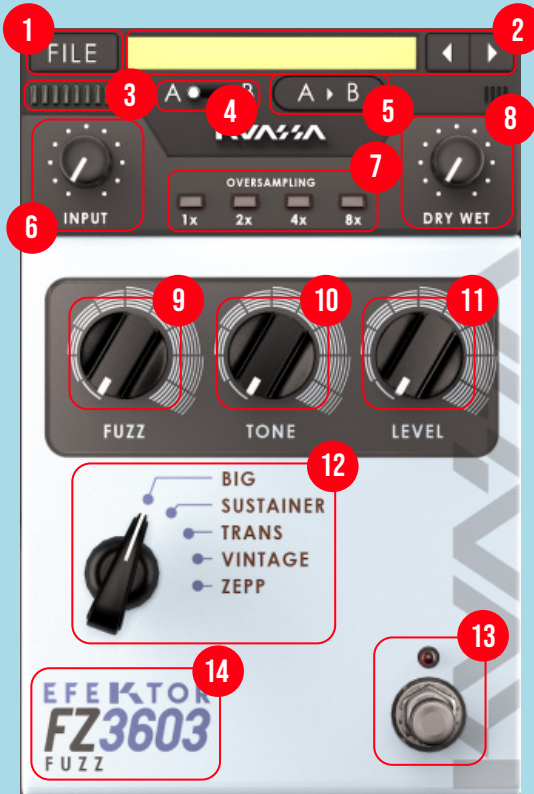 1
2
FILE
3
A B
4
A B
5
KVASSA
6
INPUT
7
OVERSAMPLING
1x 2x 4x 8x
8
DRY WET
9
10
11
FUZZ TONE LEVEL
12
BIG
SUSTAINER
TRANS
VINTAGE
ZEPP
13
14
EFEKTOR
FZ3603
FUZZ